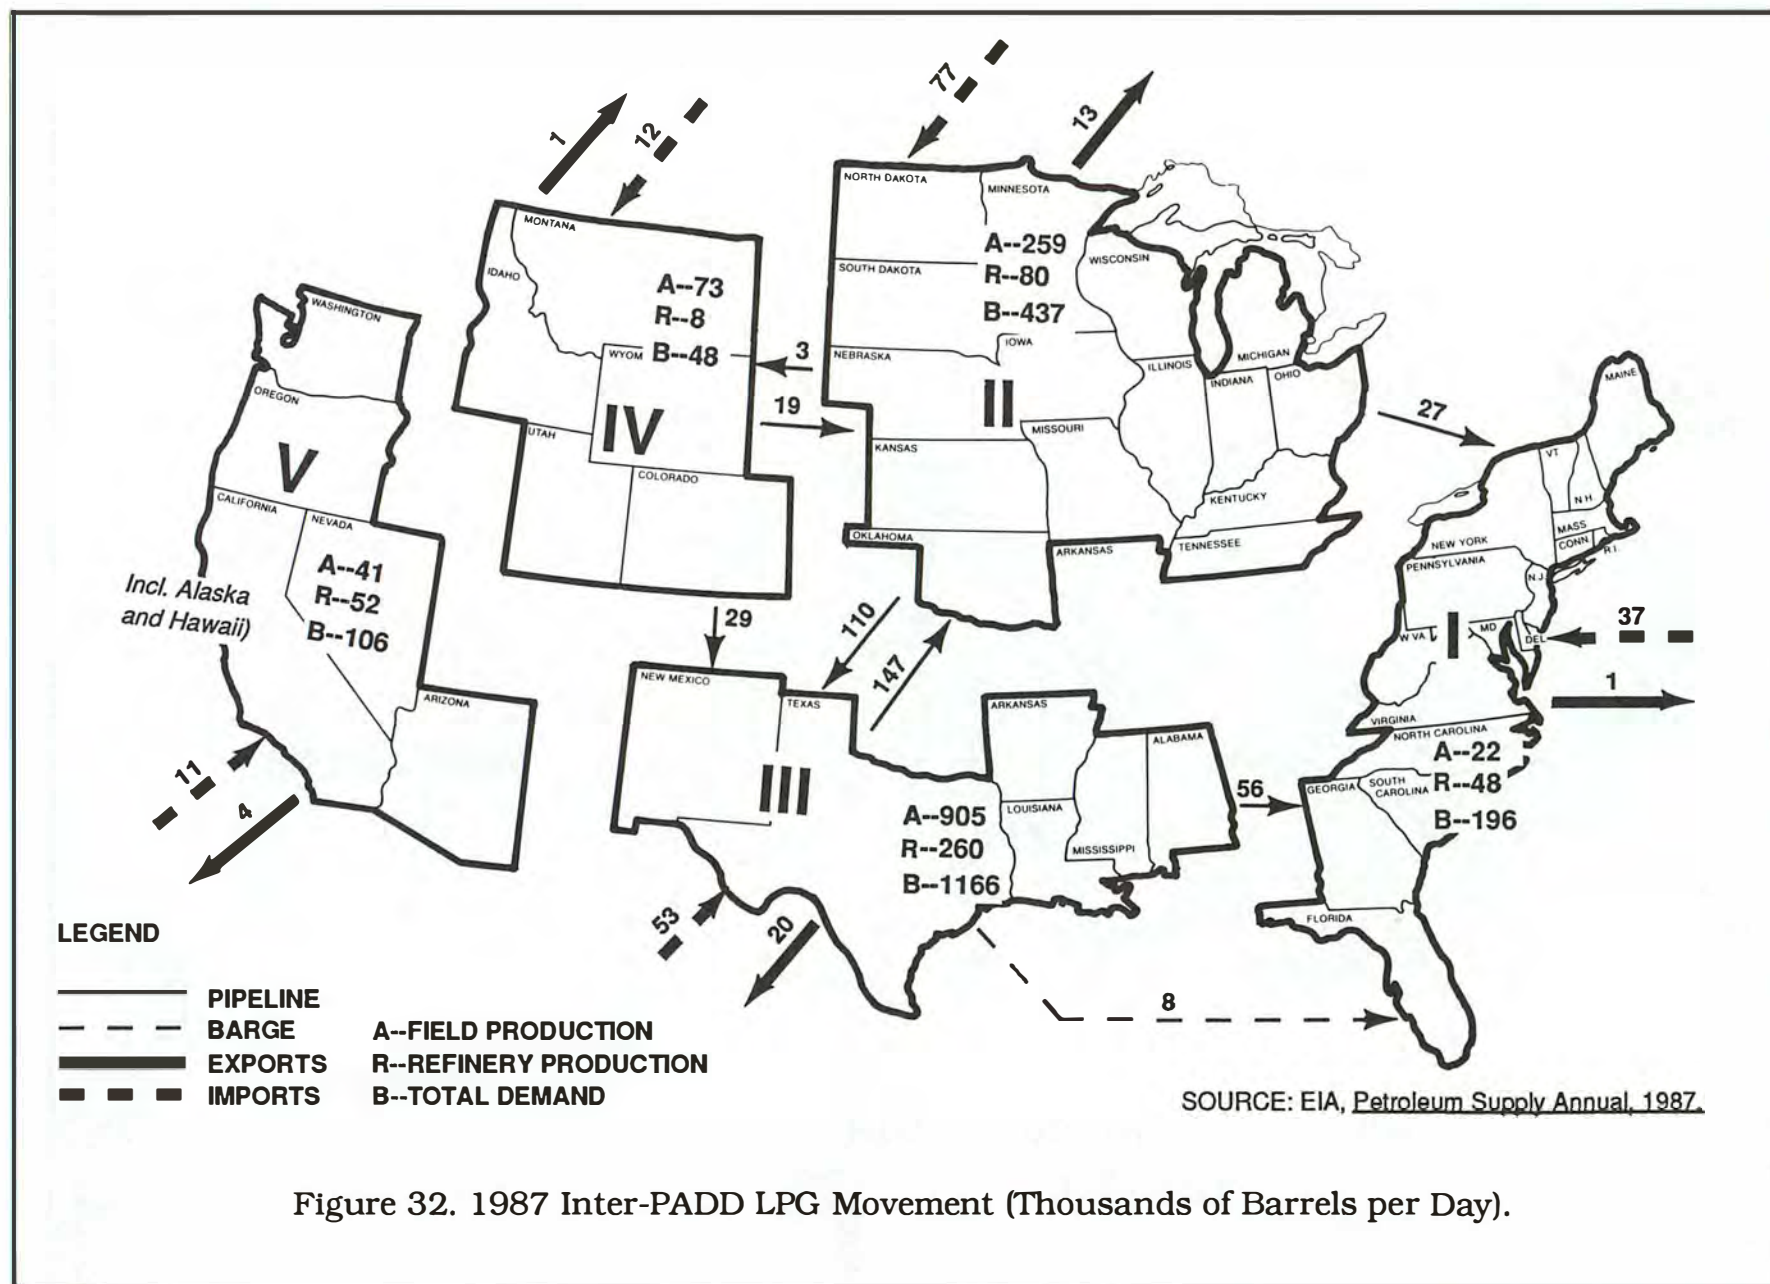 77
13
1
12
NORTH DAKOTA
MINNESOTA
MONTANA
A--259
WISCONSIN
IDAHO
SOUTH DAKOTA
R--80
A--73
B--437
WASHINGTON
R--8
IOWA
WYOM
B--48
3
NEBRASKA
MICHIGAN
ILLINOIS
INDIANA
OHIO
MAINE
OREGON
19
II
27
IV
UTAH
MISSOURI
KANSAS
VT
V
COLORADO
CALIFORNIA
NEVADA
KENTUCKY
N H
MASS
OKLAHOMA
ARKANSAS
TENNESSEE
NEW YORK
CONN
R.I.
PENNSYLVANIA
A--41
N.J.
Incl. Alaska
and Hawaii)
R--52
B--106
29
110
147
W VA
I
MD
DEL
37
NEW MEXICO
ARIZONA
TEXAS
ARKANSAS
1
VIRGINIA
NORTH CAROLINA
ALABAMA
A--22
11
III
56
GEORGIA
SOUTH
CAROLINA
R--48
4
A--905
LOUISIANA
B--196
R--260
MISSISSIPPI
B--1166
53
20
FLORIDA
8
LEGEND
PIPELINE
BARGE A--FIELD PRODUCTION
EXPORTS R--REFINERY PRODUCTION
IMPORTS B--TOTAL DEMAND
SOURCE: EIA, Petroleum Supply Annual, 1987.
Figure 32. 1987 Inter-PADD LPG Movement (Thousands of Barrels per Day).